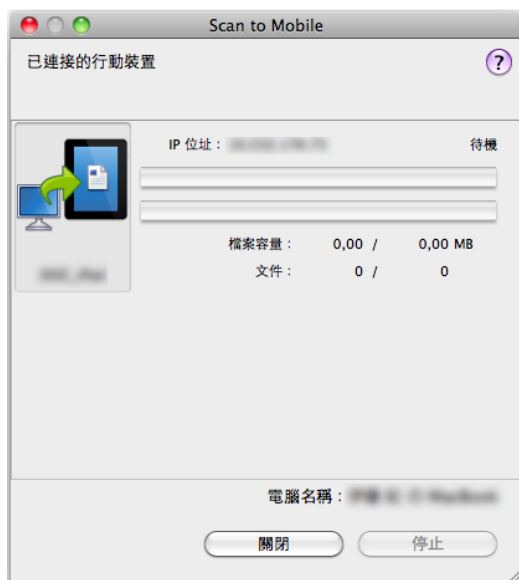 Scan to Mobile
已連接的行動裝置
?
IP 位址：
待機
檔案容量： 0,00 / 0,00 MB
文件： 0 / 0
電腦名稱：
關閉
停止